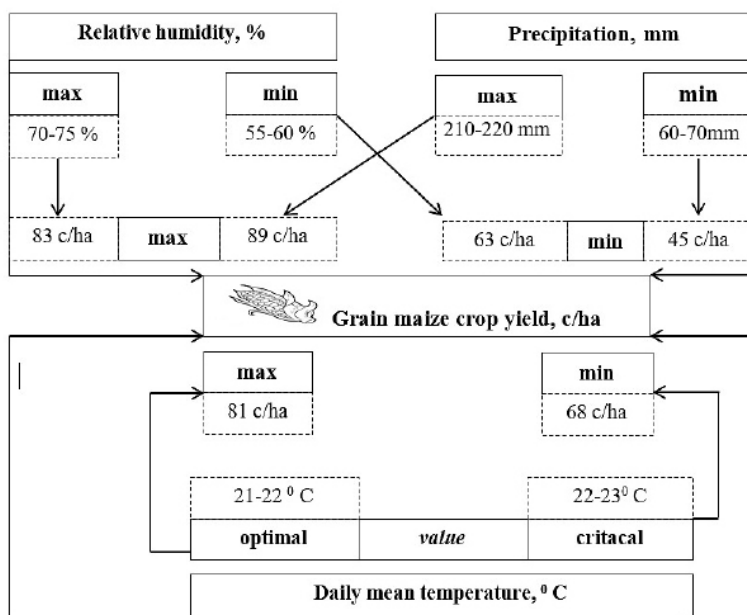 Relative humidity, %
Precipitation, mm
max
min
max
min
70-75 %
55-60 %
210-220 mm
60-70mm
83 c/ha
max
89 c/ha
63 c/ha
min
45 c/ha
Grain maize crop yield, c/ha
max
min
81 c/ha
68 c/ha
21-22 ⁰ C
22-23⁰ C
optimal
value
critacal
Daily mean temperature, ⁰ C